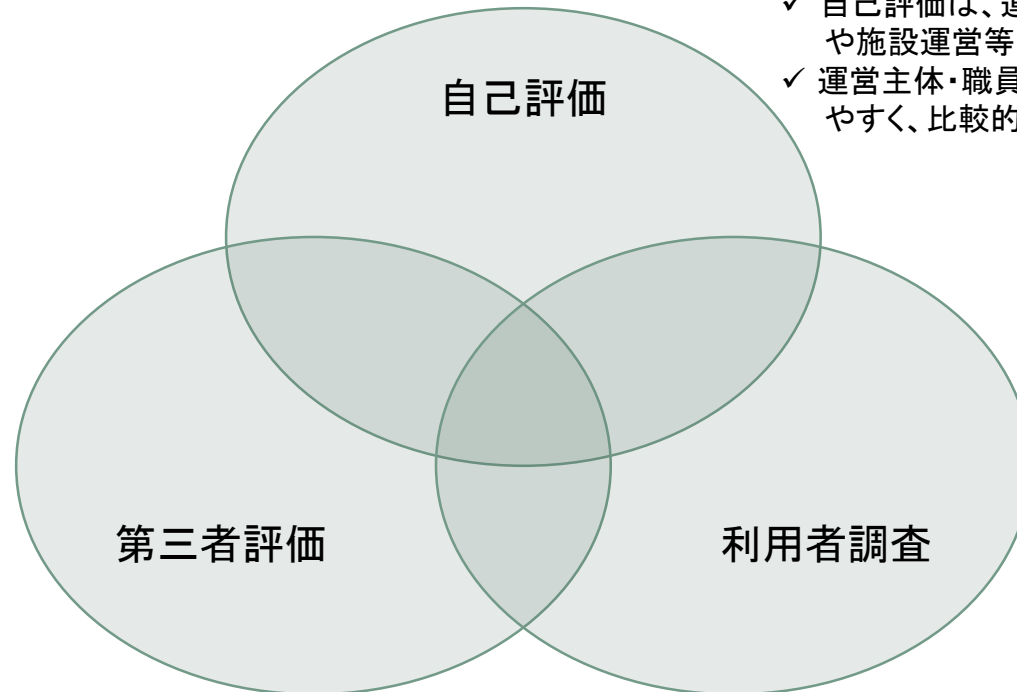 ✓ 自己評価は、運
や施設運営等
✓ 運営主体・職員
やすく、比較的
自己評価
第三者評価
利用者調査